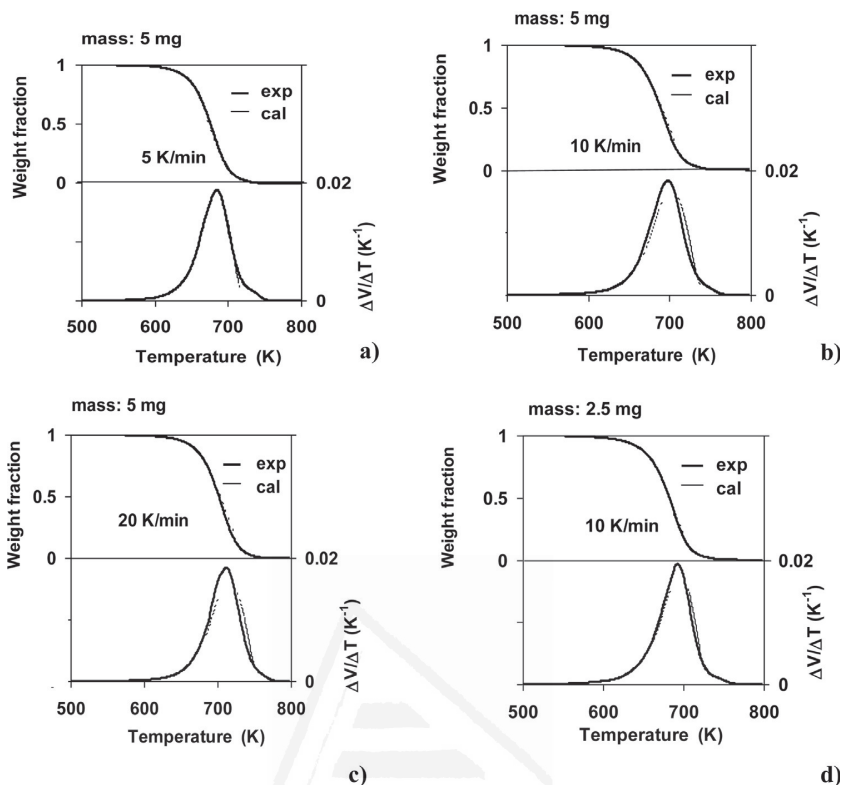 mass: 5 mg
1
0.5
0
Weight fraction
exp
cal
5 K/min
0.02
0
ΔV/ΔT (K⁻¹)
500 600 700 800
Temperature (K)
a)
mass: 5 mg
1
0.5
0
Weight fraction
exp
cal
10 K/min
0.02
0
ΔV/ΔT (K⁻¹)
500 600 700 800
Temperature (K)
b)
mass: 5 mg
1
0.5
0
Weight fraction
exp
cal
20 K/min
0.02
0
ΔV/ΔT (K⁻¹)
500 600 700 800
Temperature (K)
c)
mass: 2.5 mg
1
0.5
0
Weight fraction
exp
cal
10 K/min
0.02
0
ΔV/ΔT (K⁻¹)
500 600 700 800
Temperature (K)
d)